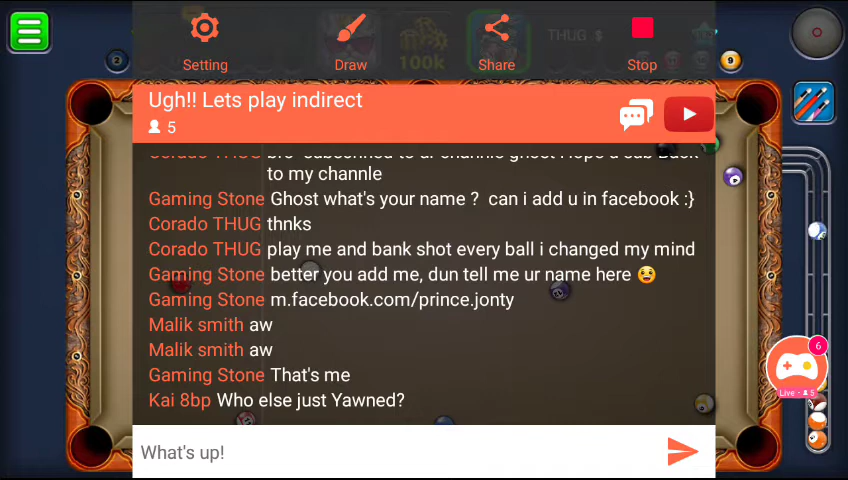 Setting
Draw
Share
Stop
100k
THUG $
2
9
Ugh!! Lets play indirect
5
to my channle
Gaming Stone Ghost what's your name ? can i add u in facebook :}
Corado THUG thnks
Corado THUG play me and bank shot every ball i changed my mind
Gaming Stone better you add me, dun tell me ur name here 😀
Gaming Stone m.facebook.com/prince.jonty
Malik smith aw
Malik smith aw
Gaming Stone That's me
Kai 8bp Who else just Yawned?
6
Live - 5
What's up!